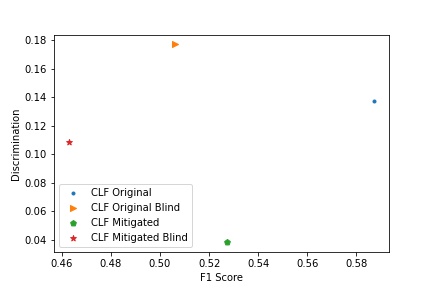 0.18
0.16
0.14
0.12
0.10
0.08
0.06
0.04
Discrimination
CLF Original
CLF Original Blind
CLF Mitigated
CLF Mitigated Blind
0.46 0.48 0.50 0.52 0.54 0.56 0.58
F1 Score